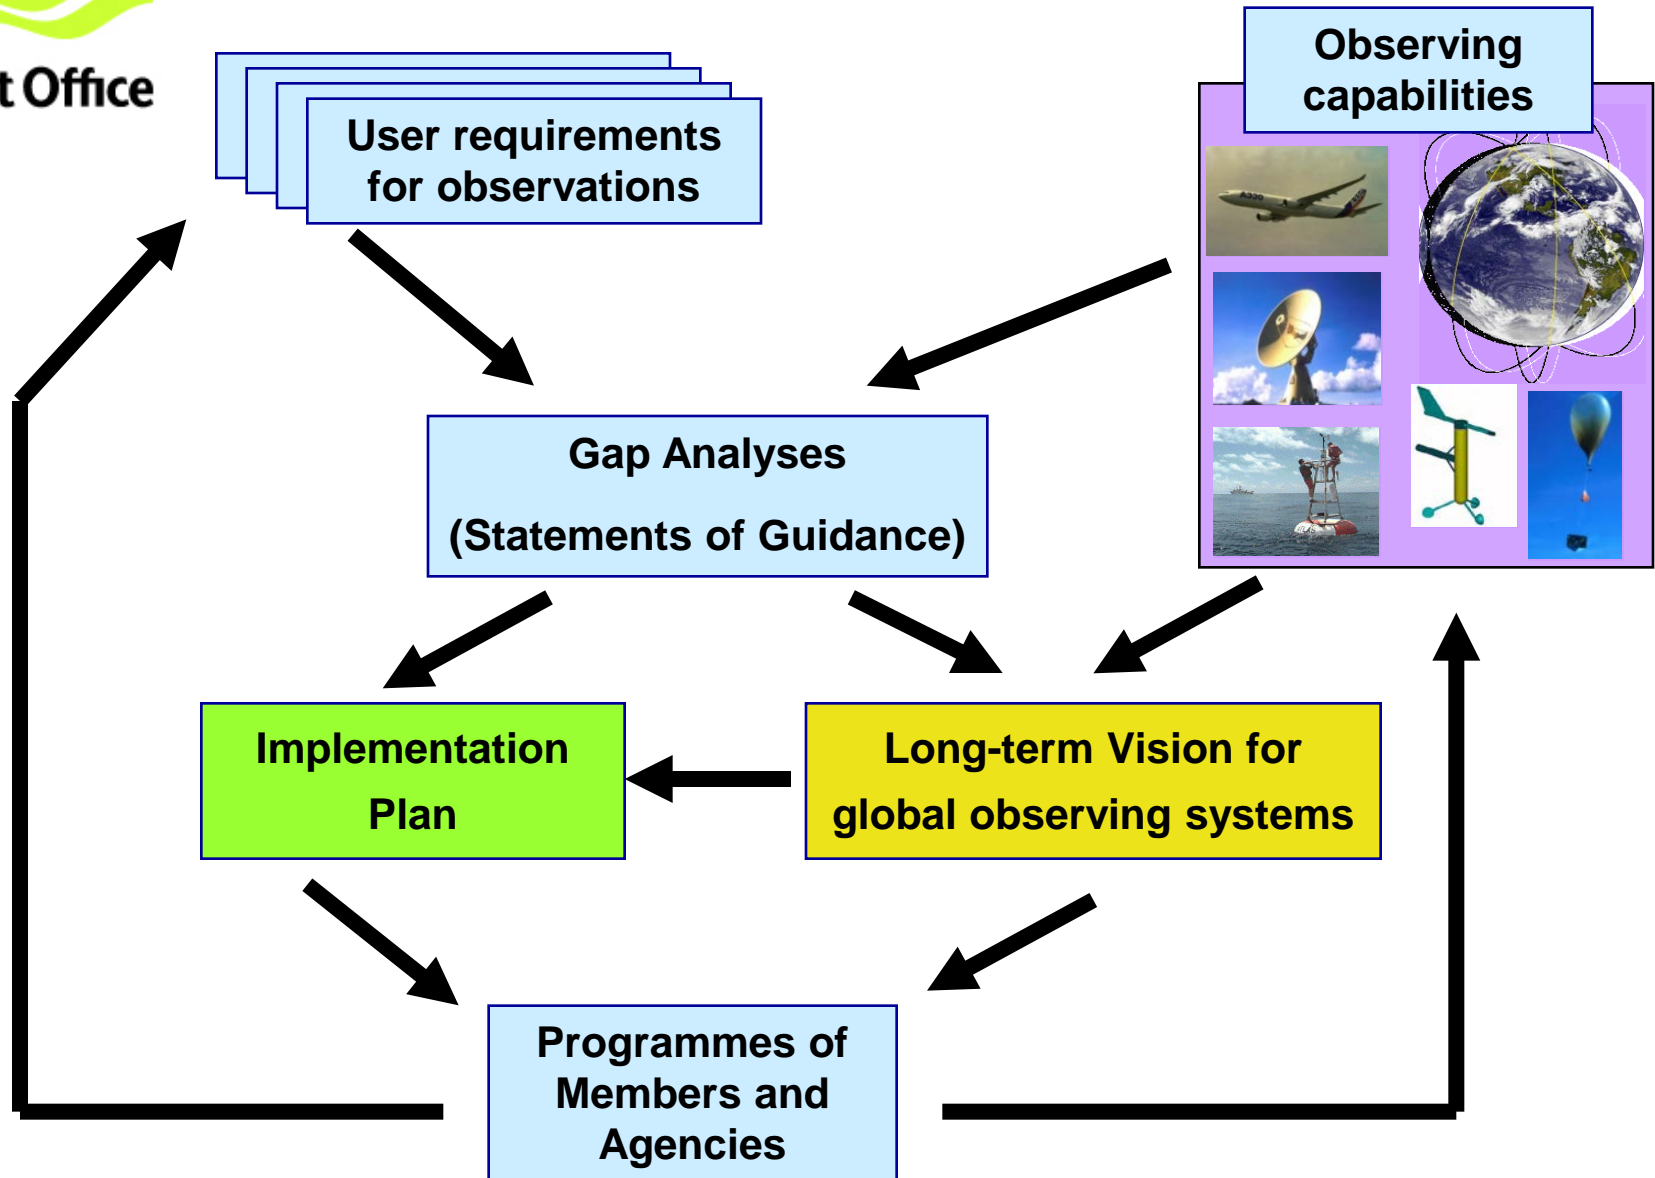 t Office
Observing
capabilities
User requirements
for observations
A330
Gap Analyses
(Statements of Guidance)
Implementation
Plan
Long-term Vision for
global observing systems
Programmes of
Members and
Agencies